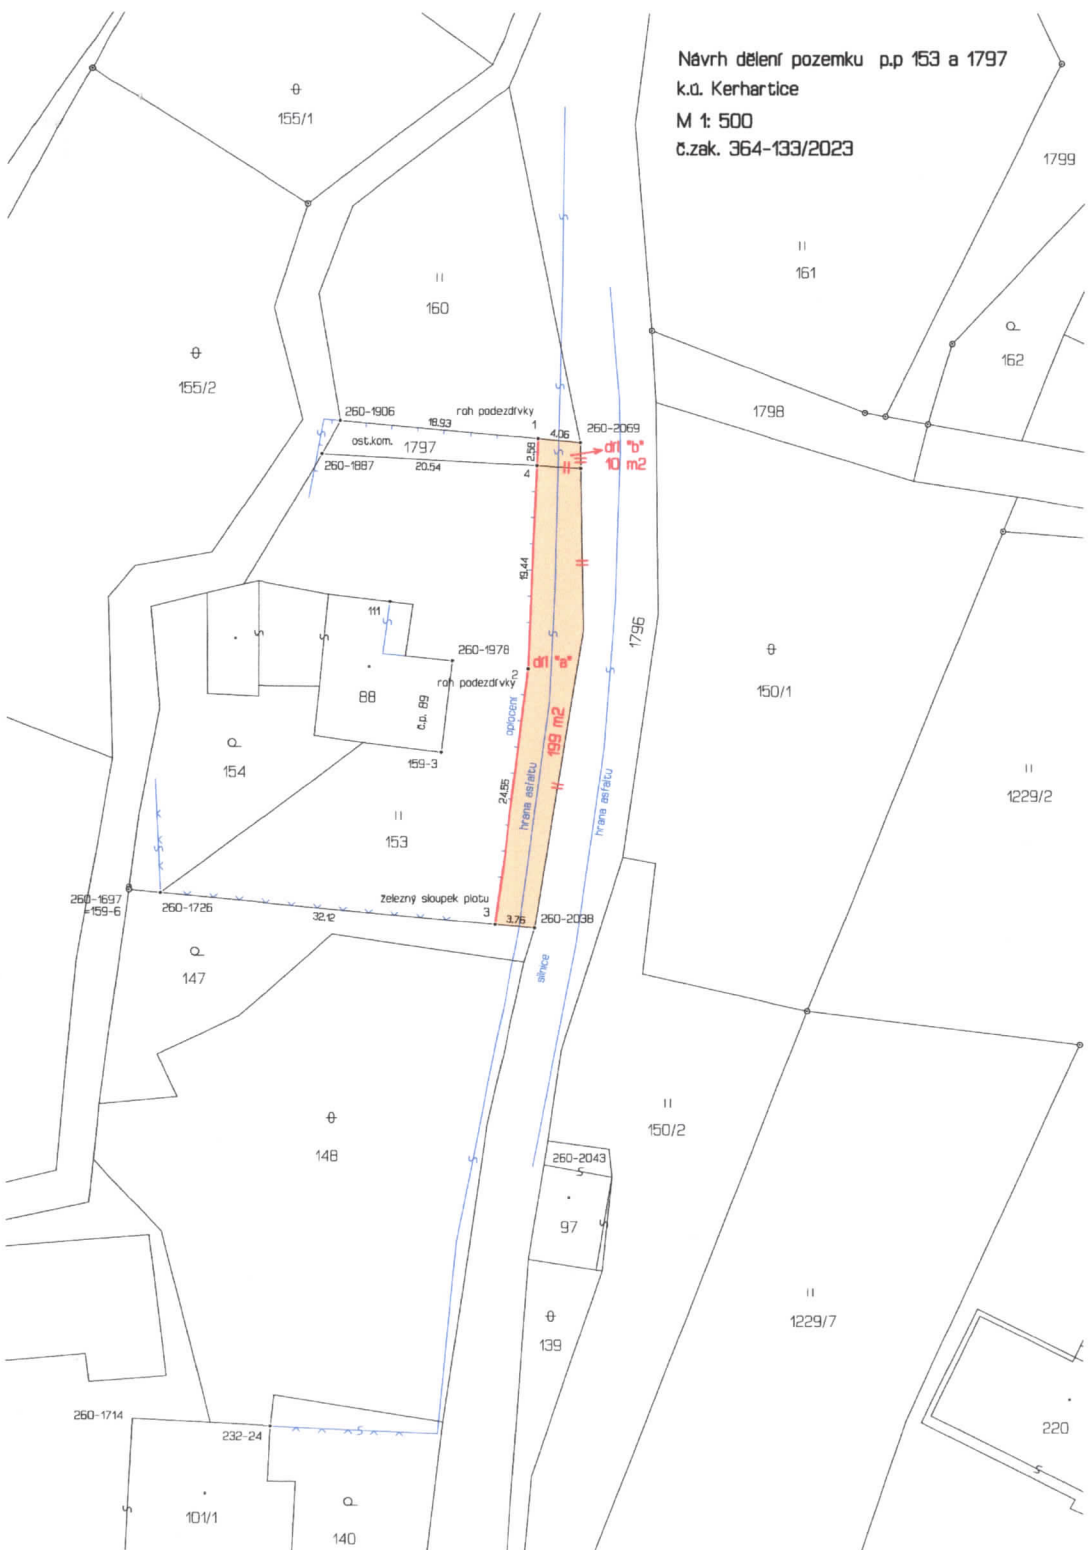 Návrh dělení pozemku p.p 153 a 1797
k.ú. Kerhartice
M 1: 500
č.zak. 364-133/2023
155/1
1799
161
160
162
155/2
260-1906
18.93
roh podezdívky
1
4.06
260-2069
1798
ost.kom.
1797
2.58
díl "b"
10 m2
260-1887
20.54
4
19.44
111
1796
260-1978
díl "a"
2
roh podezdívky
88
č.p. 89
oplocení
199 m2
150/1
159-3
154
24.55
hrana asfaltu
hrana asfaltu
1229/2
153
260-1697
=159-6
260-1726
železný sloupek plotu
32.12
3
3.76
260-2038
147
silnice
148
150/2
260-2043
97
139
1229/7
260-1714
232-24
220
101/1
140